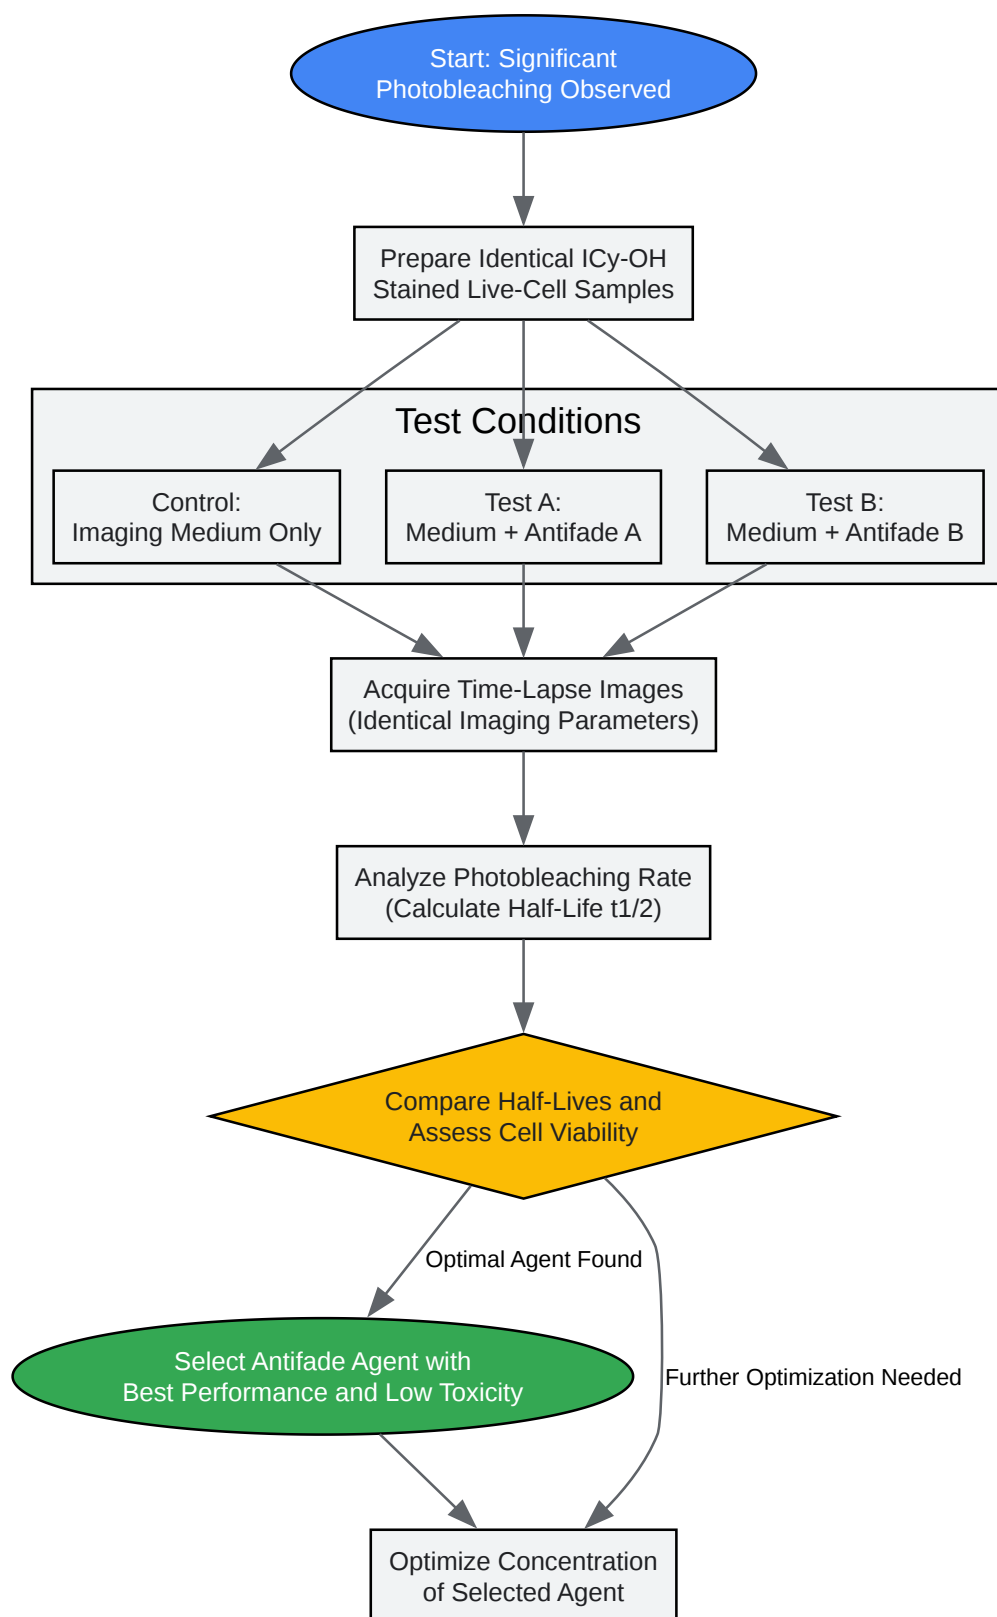 Start: Significant
Photobleaching Observed
Prepare Identical ICy-OH
Stained Live-Cell Samples
Test Conditions
Control:
Imaging Medium Only
Test A:
Medium + Antifade A
Test B:
Medium + Antifade B
Acquire Time-Lapse Images
(Identical Imaging Parameters)
Analyze Photobleaching Rate
(Calculate Half-Life t1/2)
Compare Half-Lives and
Assess Cell Viability
Optimal Agent Found
Select Antifade Agent with
Best Performance and Low Toxicity
Further Optimization Needed
Optimize Concentration
of Selected Agent